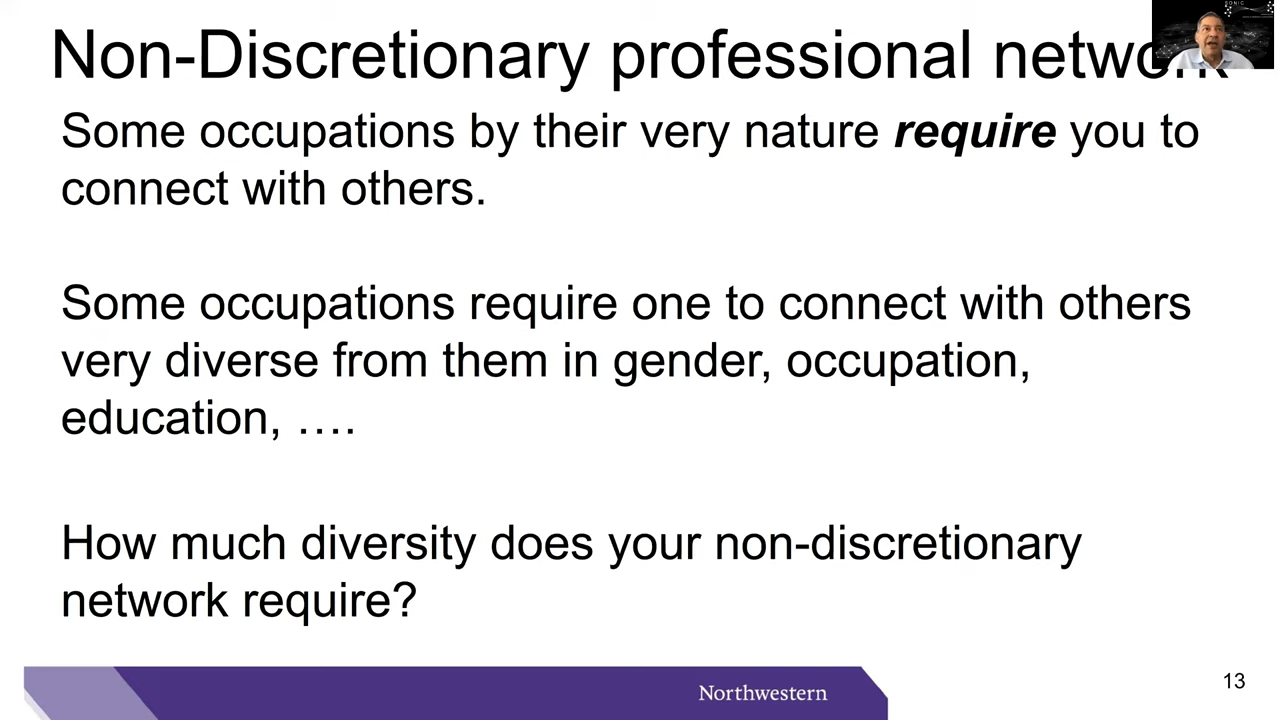 Non-Discretionary professional network
SONIC
Some occupations by their very nature require you to
connect with others.
Some occupations require one to connect with others
very diverse from them in gender, occupation,
education, ….
How much diversity does your non-discretionary
network require?
Northwestern
13